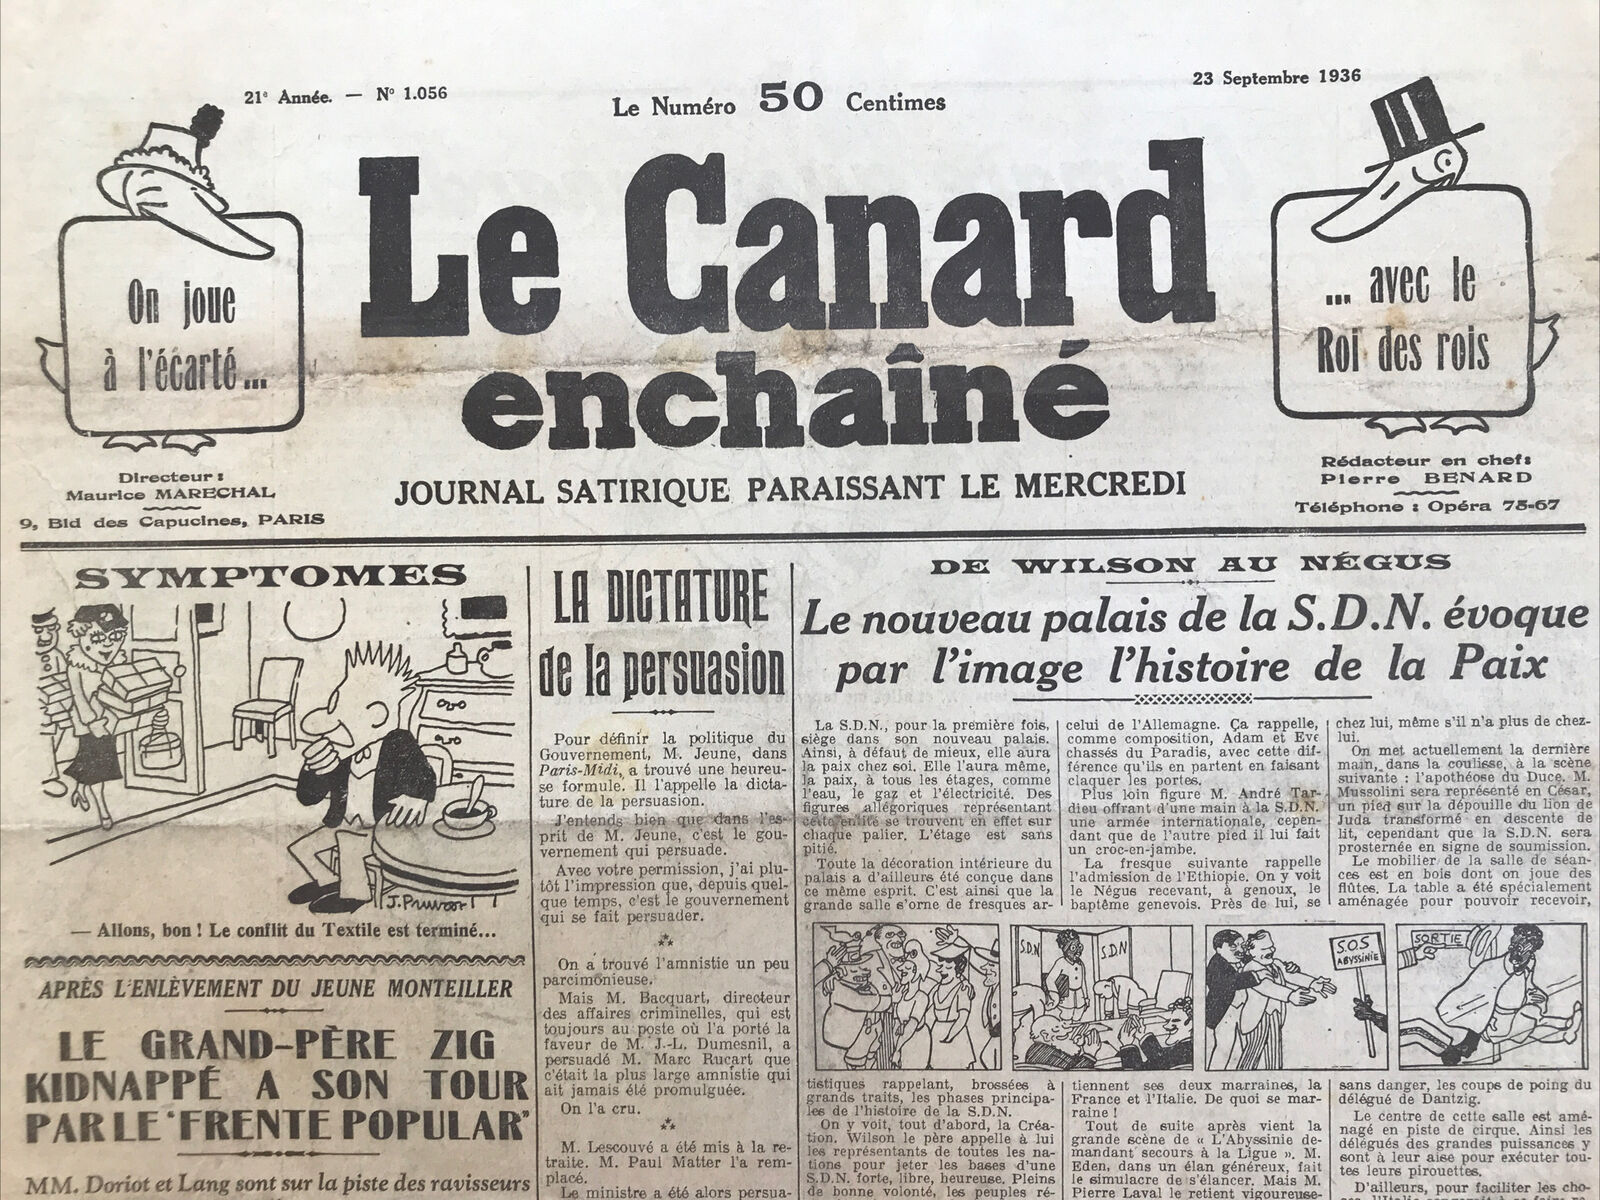 21e Année. — No 1.056
Le Numéro 50 Centimes
23 Septembre 1936
On joue
à l'écarté...
Le Canard
enchaîné
... avec le
Roi des rois
Directeur :
Maurice MARECHAL
9, Bld des Capucines, PARIS
JOURNAL SATIRIQUE PARAISSANT LE MERCREDI
Rédacteur en chef :
Pierre BENARD
Téléphone : Opéra 75-67
SYMPTOMES
J. Pruvost
— Allons, bon ! Le conflit du Textile est terminé...
APRÈS L'ENLÈVEMENT DU JEUNE MONTEILLER
LE GRAND-PÈRE ZIG
KIDNAPPÉ A SON TOUR
PAR LE "FRENTE POPULAR"
MM. Doriot et Lang sont sur la piste des ravisseurs
LA DICTATURE
de la persuasion
Pour définir la politique du
Gouvernement, M. Jeune, dans
Paris-Midi, a trouvé une heureu-
se formule. Il l'appelle la dicta-
ture de la persuasion.
J'entends bien que dans l'es-
prit de M. Jeune, c'est le gou-
vernement qui persuade.
Avec votre permission, j'ai plu-
tôt l'impression que, depuis quel-
que temps, c'est le gouvernement
qui se fait persuader.
On a trouvé l'amnistie un peu
parcimonieuse.
Mais M. Bacquart, directeur
des affaires criminelles, qui est
toujours au poste où l'a porté la
faveur de M. J.-L. Dumesnil, a
persuadé M. Marc Rucart que
c'était la plus large amnistie qui
ait jamais été promulguée.
On l'a cru.
M. Lescouvé a été mis à la re-
traite. M. Paul Matter l'a rem-
placé.
Le ministre a été alors persua-
DE WILSON AU NÉGUS
Le nouveau palais de la S.D.N. évoque
par l'image l'histoire de la Paix
La S.D.N., pour la première fois,
siège dans son nouveau palais.
Ainsi, à défaut de mieux, elle aura
la paix chez soi. Elle l'aura même,
la paix, à tous les étages, comme
l'eau, le gaz et l'électricité. Des
figures allégoriques représentant
cette entité se trouvent en effet sur
chaque palier. L'étage est sans
pitié.
Toute la décoration intérieure du
palais a d'ailleurs été conçue dans
ce même esprit. C'est ainsi que la
grande salle s'orne de fresques ar-
celui de l'Allemagne. Ça rappelle,
comme composition, Adam et Eve
chassés du Paradis, avec cette dif-
férence qu'ils en partent en faisant
claquer les portes.
Plus loin figure M. André Tar-
dieu offrant d'une main à la S.D.N.
une armée internationale, cepen-
dant que de l'autre pied il lui fait
un croc-en-jambe.
La fresque suivante rappelle
l'admission de l'Ethiopie. On y voit
le Négus recevant, à genoux, le
baptême genevois. Près de lui, se
chez lui, même s'il n'a plus de chez-
lui.
On met actuellement la dernière
main, dans la coulisse, à la scène
suivante : l'apothéose du Duce. M.
Mussolini sera représenté en César,
un pied sur la dépouille du lion de
Juda transformé en descente de
lit, cependant que la S.D.N. sera
prosternée en signe de soumission.
Le mobilier de la salle de séan-
ces est en bois dont on joue des
flûtes. La table a été spécialement
aménagée pour pouvoir recevoir,
S.D.N
S.D.N
S.O.S
ABYSSINIE
SORTIE
tistiques rappelant, brossées à
grands traits, les phases principa-
les de l'histoire de la S.D.N.
On y voit, tout d'abord, la Créa-
tion. Wilson le père appelle à lui
les représentants de toutes les na-
tions pour jeter les bases d'une
S.D.N. forte, libre, heureuse. Pleins
de bonne volonté, les peuples ré-
tiennent ses deux marraines, la
France et l'Italie. De quoi se mar-
raine !
Tout de suite après vient la
grande scène de « L'Abyssinie de-
mandant secours à la Ligue ». M.
Eden, dans un élan généreux, fait
le simulacre de s'élancer. Mais M.
Pierre Laval le retient vigoureuse-
sans danger, les coups de poing du
délégué de Dantzig.
Le centre de cette salle est amé-
nagé en piste de cirque. Ainsi les
délégués des grandes puissances y
sont à leur aise pour exécuter tou-
tes leurs pirouettes.
D'ailleurs, pour faciliter les cho-